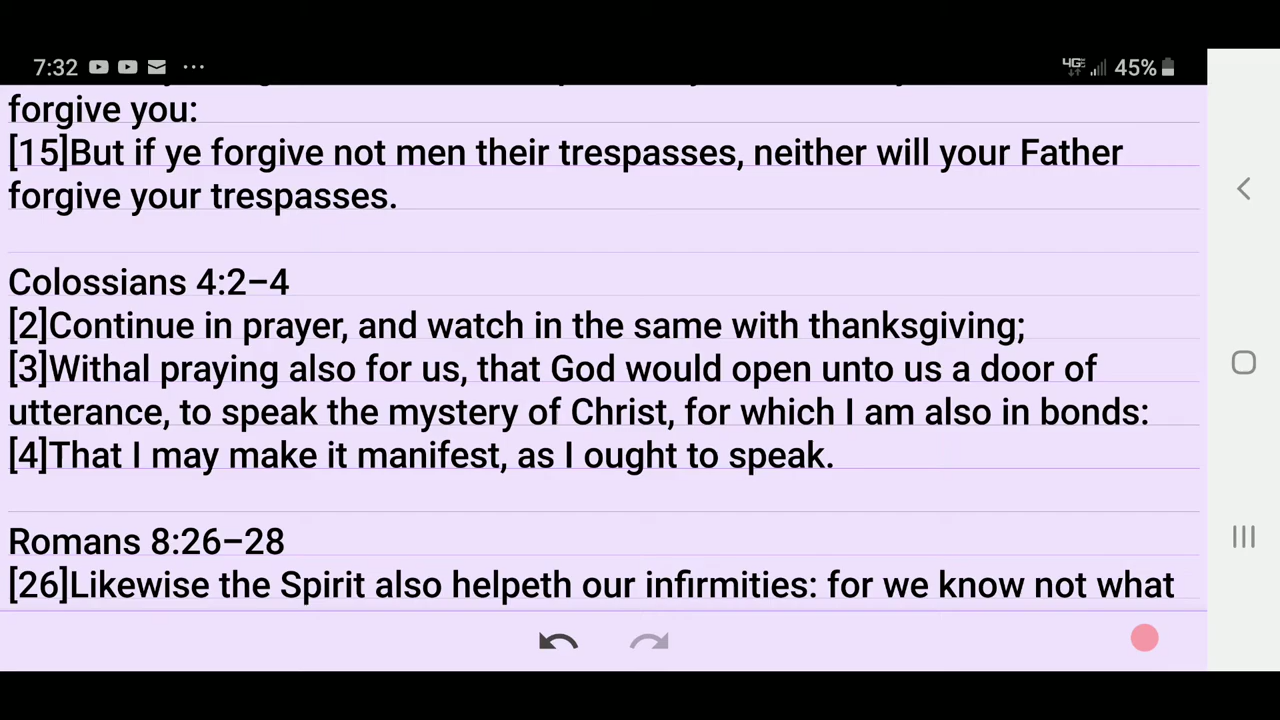 7:32
4G 45%
forgive you:
[15]But if ye forgive not men their trespasses, neither will your Father
forgive your trespasses.
Colossians 4:2–4
[2]Continue in prayer, and watch in the same with thanksgiving;
[3]Withal praying also for us, that God would open unto us a door of
utterance, to speak the mystery of Christ, for which I am also in bonds:
[4]That I may make it manifest, as I ought to speak.
Romans 8:26–28
[26]Likewise the Spirit also helpeth our infirmities: for we know not what